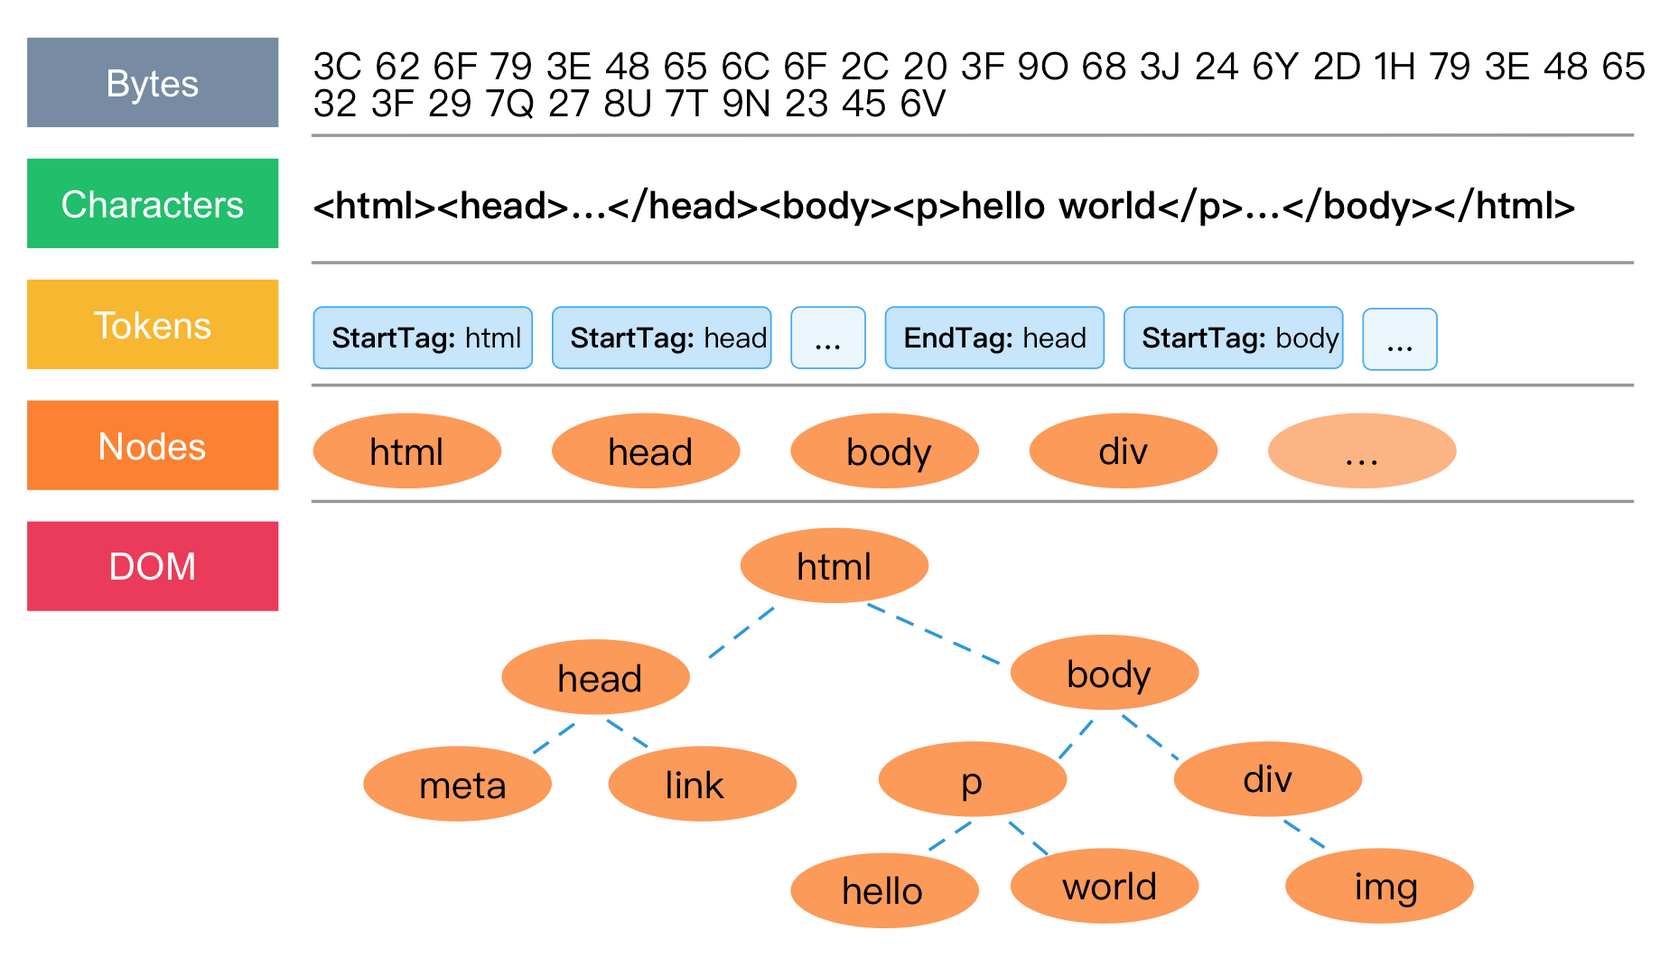 Bytes
3C 62 6F 79 3E 48 65 6C 6F 2C 20 3F 9O 68 3J 24 6Y 2D 1H 79 3E 48 65
32 3F 29 7Q 27 8U 7T 9N 23 45 6V
Characters
<html><head>...</head><body><p>hello world</p>...</body></html>
Tokens
StartTag: html StartTag: head ... EndTag: head StartTag: body ...
Nodes
html head body div ...
DOM
html
head body
meta link p div
hello world img